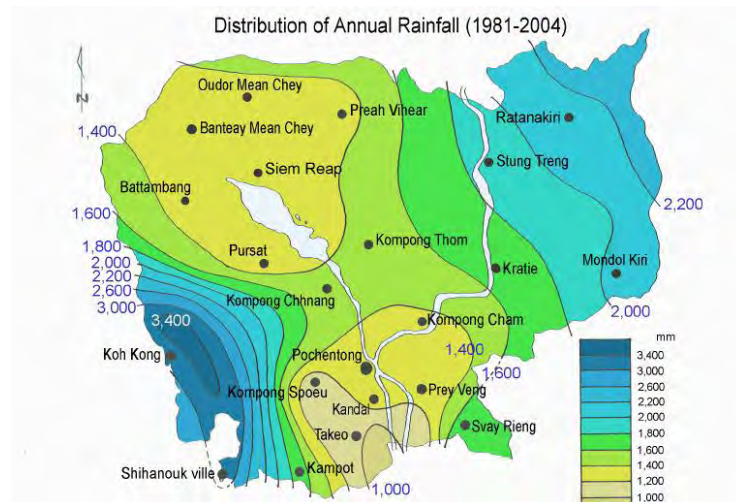 Distribution of Annual Rainfall (1981-2004)
Oudor Mean Chey
Preah Vihear
Ratanakiri
N
1,400
Banteay Mean Chey
Stung Treng
Siem Reap
Battambang
2,200
1,600
Kompong Thom
1,800
2,000
Pursat
Kratie
Mondol Kiri
2,200
2,600
Kompong Chhnang
3,000
2,000
3,400
Kompong Cham
mm
Koh Kong
Pochentong
1,400
3,400
1,600
3,000
Kompong Spoeu
Prey Veng
2,600
Kandal
2,200
2,000
Takeo
Svay Rieng
1,800
1,600
Shihanouk ville
Kampot
1,400
1,000
1,200
1,000